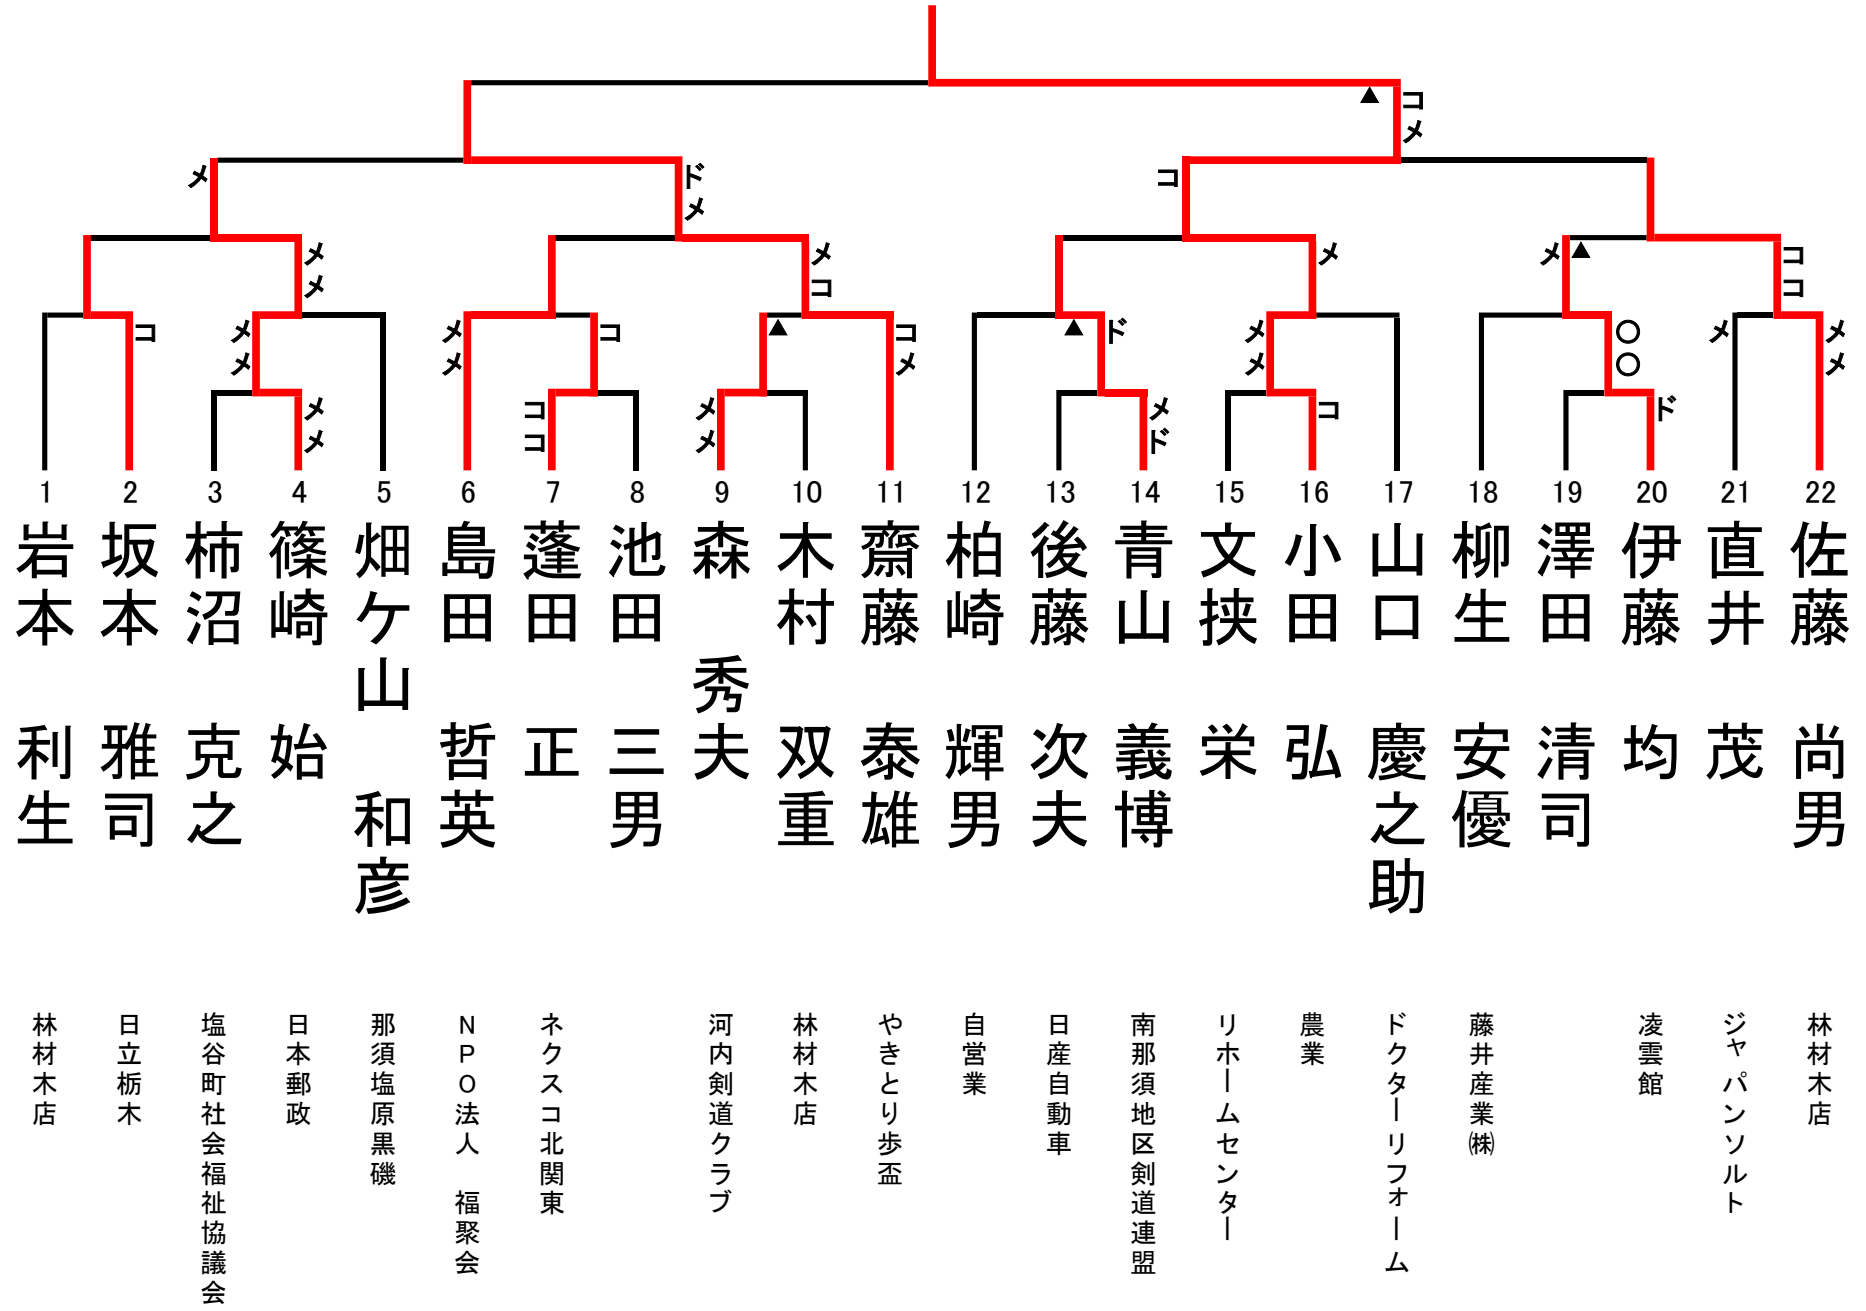 ▲ コ
メ
メ ド
メ
コ
メ
メ
メ
コ
メ
メ ▲ コ
コ
コ
メ
メ
メ
メ
コ
▲ コ
メ
▲ ド
メ
メ
○
○
メ メ
メ
メ
メ
コ
コ
メ
メ
メ
ド
コ
ド
1 2 3 4 5 6 7 8 9 10 11 12 13 14 15 16 17 18 19 20 21 22
岩本 利生
坂本 雅司
柿沼 克之
篠崎 始
畑ケ山 和彦
島田 哲英
蓬田 正
池田 三男
森 秀夫
木村 双重
齋藤 泰雄
柏崎 輝男
後藤 次夫
青山 義博
文挟 栄
小田 弘
山口 慶之助
柳生 安優
澤田 清司
伊藤 均
直井 茂
佐藤 尚男
林材木店
日立栃木
塩谷町社会福祉協議会
日本郵政
那須塩原黒磯
NPO法人 福聚会
ネクスコ北関東
河内剣道クラブ
林材木店
やきとり歩盃
自営業
日産自動車
南那須地区剣道連盟
リホームセンター
農業
ドクターリフォーム
藤井産業㈱
凌雲館
ジャパンソルト
林材木店